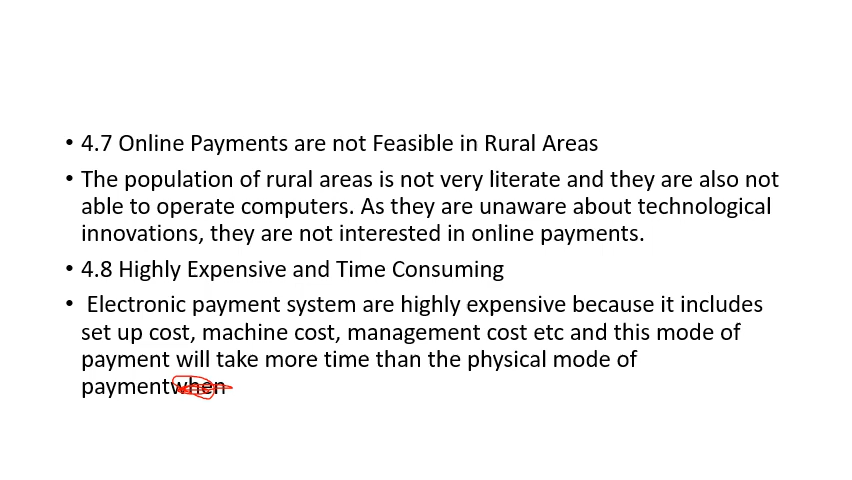 • 4.7 Online Payments are not Feasible in Rural Areas
• The population of rural areas is not very literate and they are also not
able to operate computers. As they are unaware about technological
innovations, they are not interested in online payments.
• 4.8 Highly Expensive and Time Consuming
• Electronic payment system are highly expensive because it includes
set up cost, machine cost, management cost etc and this mode of
payment will take more time than the physical mode of
paymentwhen